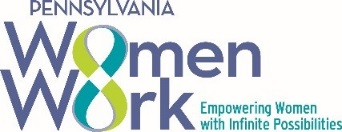 PENNSYLVANIA
Women
Work
Empowering Women
with Infinite Possibilities